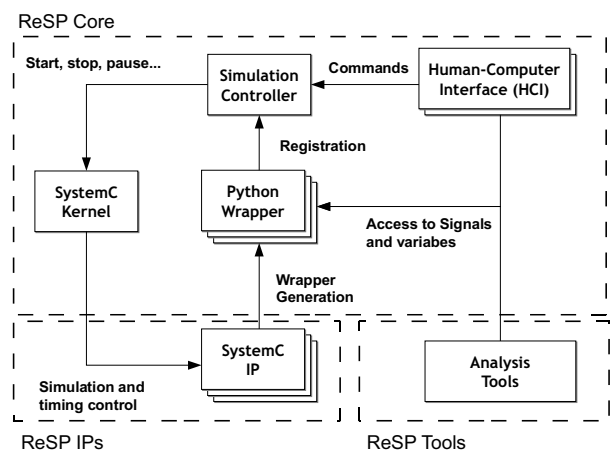 ReSP Core
Start, stop, pause...
Simulation
Controller
Commands
Human-Computer
Interface (HCI)
Registration
SystemC
Kernel
Python
Wrapper
Access to Signals
and variabes
Wrapper
Generation
SystemC
IP
Analysis
Tools
Simulation and
timing control
ReSP IPs
ReSP Tools